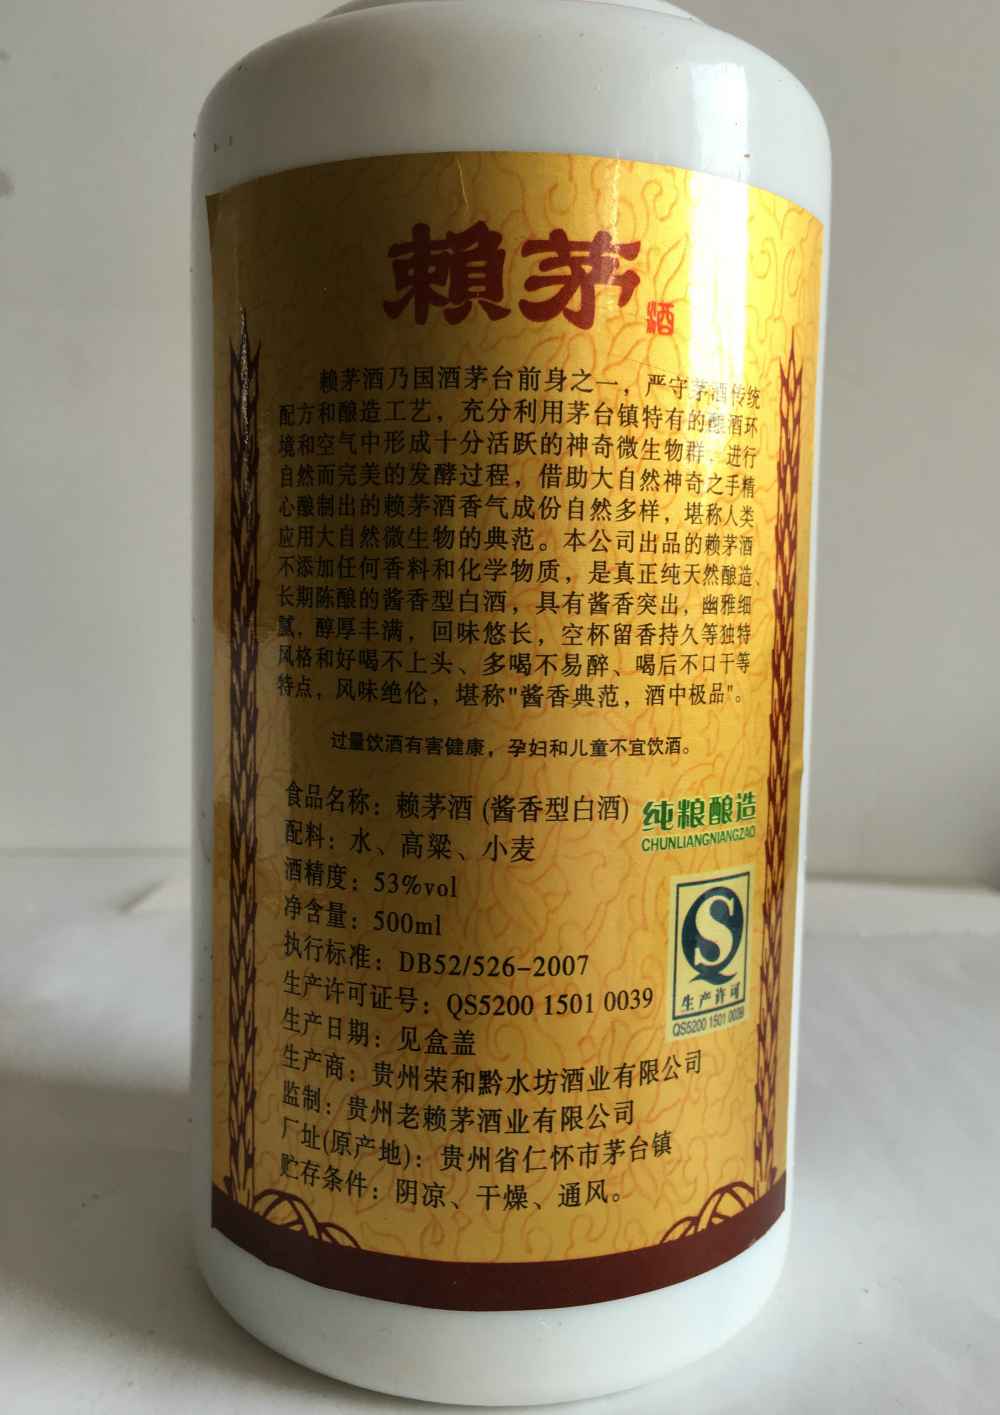 賴茅 酒
赖茅酒乃国酒茅台前身之一，严守茅酒传统
配方和酿造工艺，充分利用茅台镇特有的酿酒环
境和空气中形成十分活跃的神奇微生物群，进行
自然而完美的发酵过程，借助大自然神奇之手精
心酿制出的赖茅酒香气成份自然多样，堪称人类
应用大自然微生物的典范。本公司出品的赖茅酒
不添加任何香料和化学物质，是真正纯天然酿造、
长期陈酿的酱香型白酒，具有酱香突出，幽雅细
腻，醇厚丰满，回味悠长，空杯留香持久等独特
风格和好喝不上头、多喝不易醉、喝后不口干等
特点，风味绝伦，堪称"酱香典范，酒中极品"。
过量饮酒有害健康，孕妇和儿童不宜饮酒。
食品名称：赖茅酒 (酱香型白酒)
配料：水、高粱、小麦
酒精度：53%vol
净含量：500ml
执行标准：DB52/526-2007
生产许可证号：QS5200 1501 0039
生产日期：见盒盖
生产商：贵州荣和黔水坊酒业有限公司
监制：贵州老赖茅酒业有限公司
厂址(原产地)：贵州省仁怀市茅台镇
贮存条件：阴凉、干燥、通风。
纯粮酿造
CHUNLIANGNIANGZAO
QS
生产许可
QS5200 1501 0039